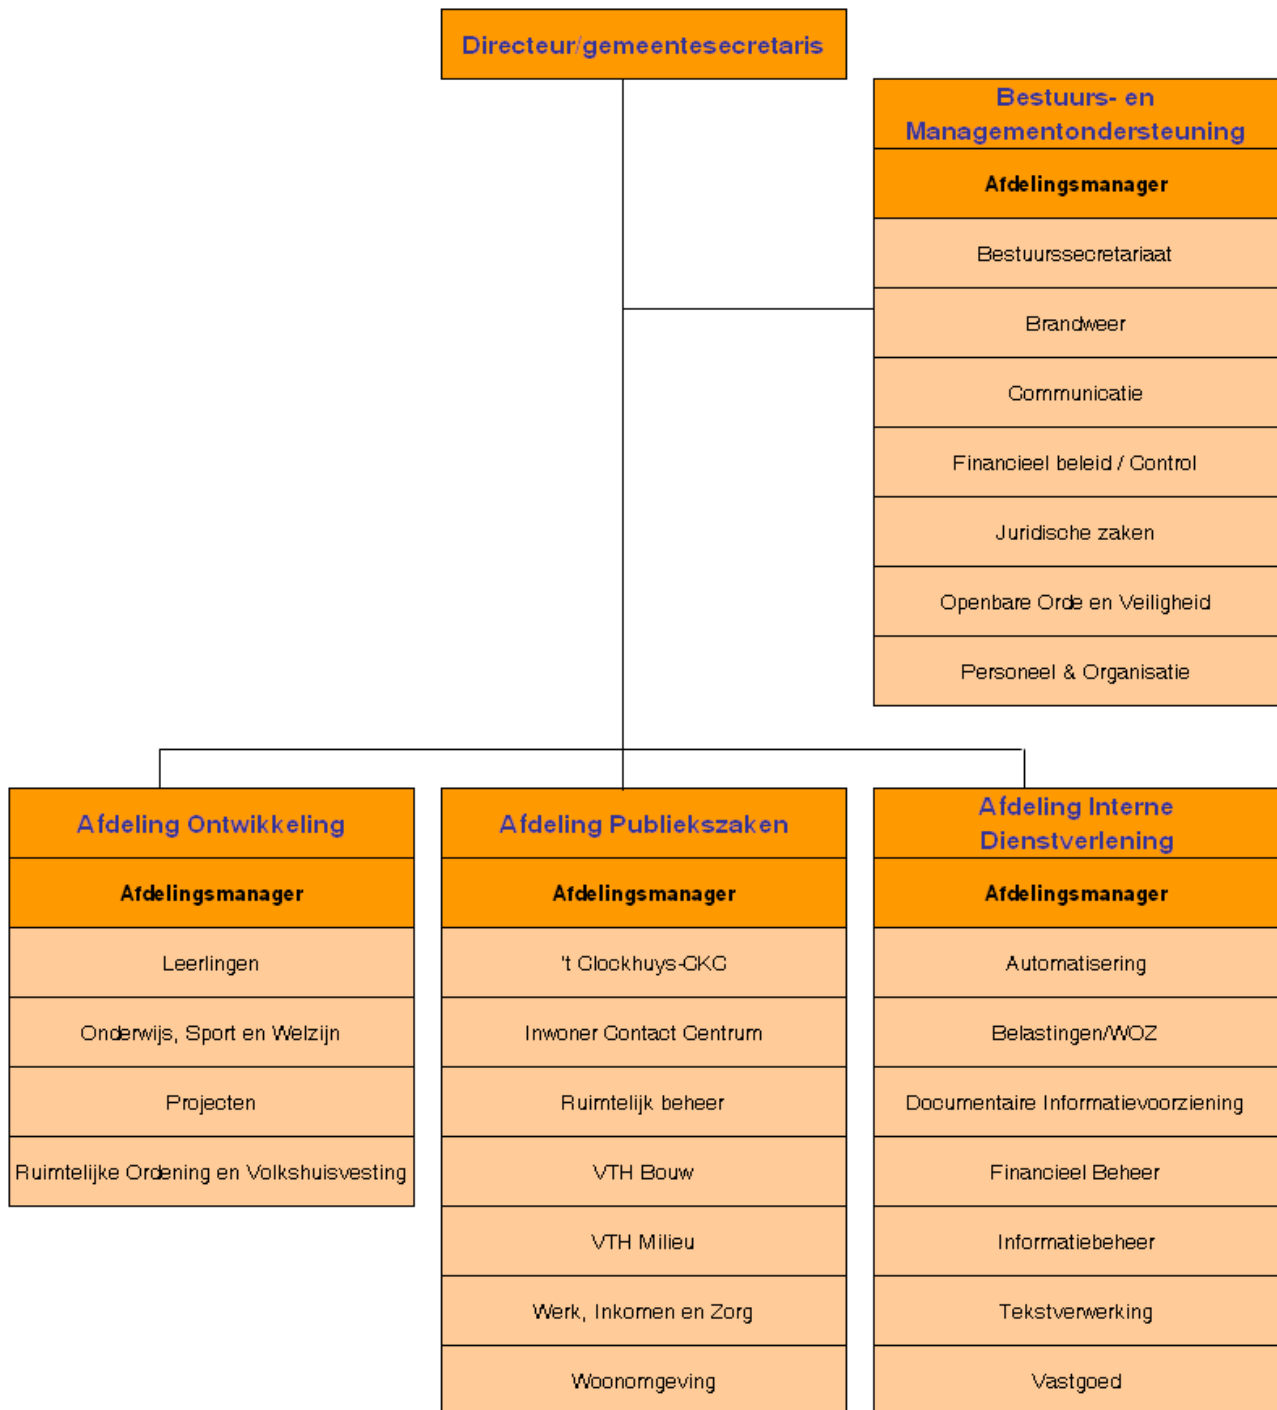 Directeur/gemeentesecretaris
Bestuurs- en
Managementondersteuning
Afdelingsmanager
Bestuurssecretariaat
Brandweer
Communicatie
Financieel beleid / Control
Juridische zaken
Openbare Orde en Veiligheid
Personeel & Organisatie
Afdeling Ontwikkeling
Afdelingsmanager
Leerlingen
Onderwijs, Sport en Welzijn
Projecten
Ruimtelijke Ordening en Volkshuisvesting
Afdeling Publiekszaken
Afdelingsmanager
't Clockhuys-CKC
Inwoner Contact Centrum
Ruimtelijk beheer
VTH Bouw
VTH Milieu
Werk, Inkomen en Zorg
Woonomgeving
Afdeling Interne
Dienstverlening
Afdelingsmanager
Automatisering
Belastingen/WOZ
Documentaire Informatievoorziening
Financieel Beheer
Informatiebeheer
Tekstverwerking
Vastgoed